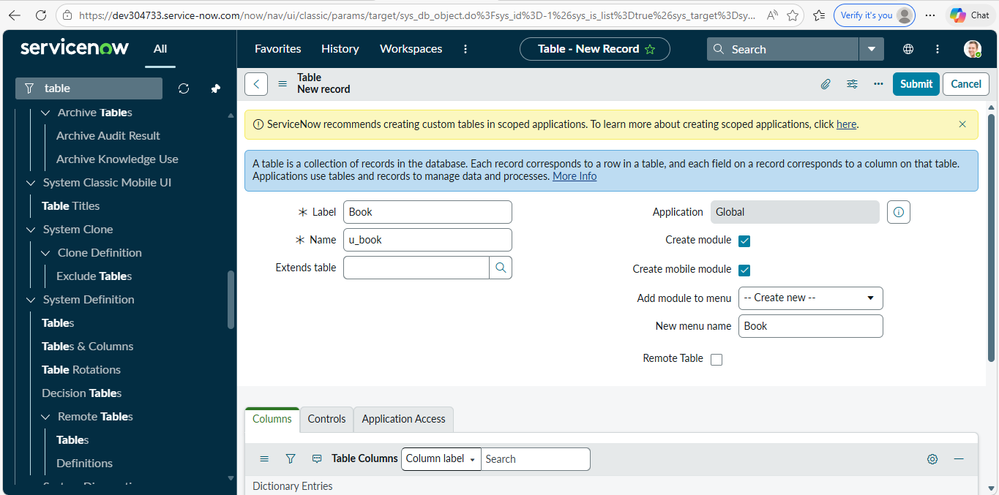 https://dev304733.service-now.com/now/nav/ui/classic/params/target/sys_db_object.do%3Fsys_id%3D-1%26sys_is_list%3Dtrue%26sys_target%3Dsy...
Verify it's you
Chat
servicenow
All
Favorites
History
Workspaces
Table - New Record
Search
table
Archive Tables
Archive Audit Result
Archive Knowledge Use
System Classic Mobile UI
Table Titles
System Clone
Clone Definition
Exclude Tables
System Definition
Tables
Tables & Columns
Table Rotations
Decision Tables
Remote Tables
Tables
Definitions
Table
New record
Submit
Cancel
ServiceNow recommends creating custom tables in scoped applications. To learn more about creating scoped applications, click here.
A table is a collection of records in the database. Each record corresponds to a row in a table, and each field on a record corresponds to a column on that table.
Applications use tables and records to manage data and processes. More Info
Label Book
Name u_book
Extends table
Application Global
Create module
Create mobile module
Add module to menu -- Create new --
New menu name Book
Remote Table
Columns
Controls
Application Access
Table Columns Column label Search
Dictionary Entries